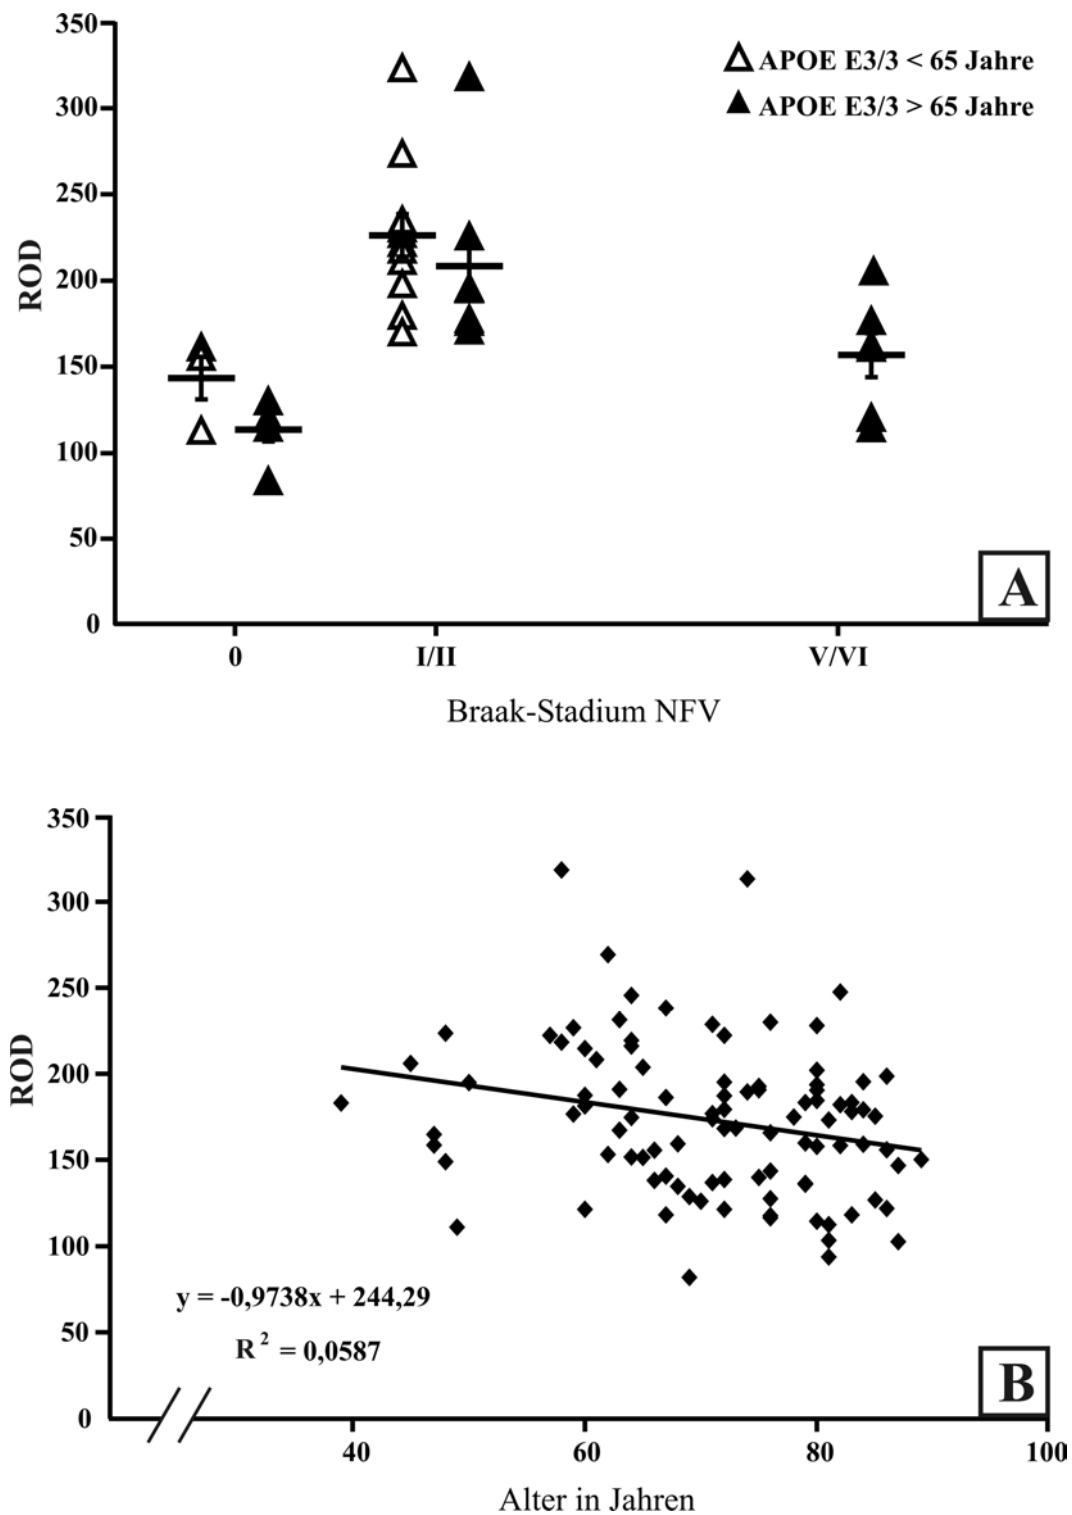 350
APOE E3/3 < 65 Jahre
300
APOE E3/3 > 65 Jahre
250
ROD
200
150
100
50
A
0
0 I/II V/VI
Braak-Stadium NFV
350
300
250
ROD
200
150
100
y = -0,9738x + 244,29
50
R² = 0,0587
B
0
40 60 80 100
Alter in Jahren